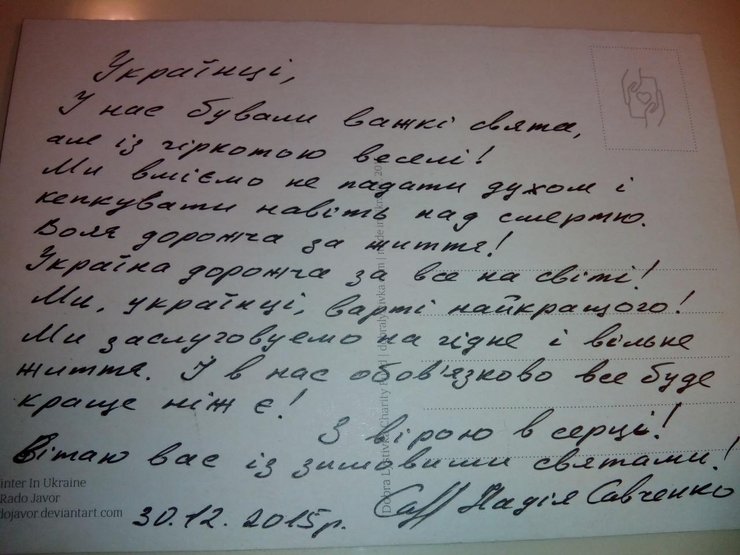 Українці,
У нас бували важкі свята,
але із гіркотою веселі!
Ми вміємо не падати духом і
кепкувати навіть над смертю.
Воля дорожча за життя!
Україна дорожча за все на світі!
Ми, українці, варті найкращого!
Ми заслуговуємо на гідне і вільне
життя. І в нас обов'язково все буде
краще ніж є!
З вірою в серці!
Вітаю вас із зимовими святами!
Надія Савченко
30.12.2015р.
inter In Ukraine
Rado Javor
dojavor.deviantart.com
Charity